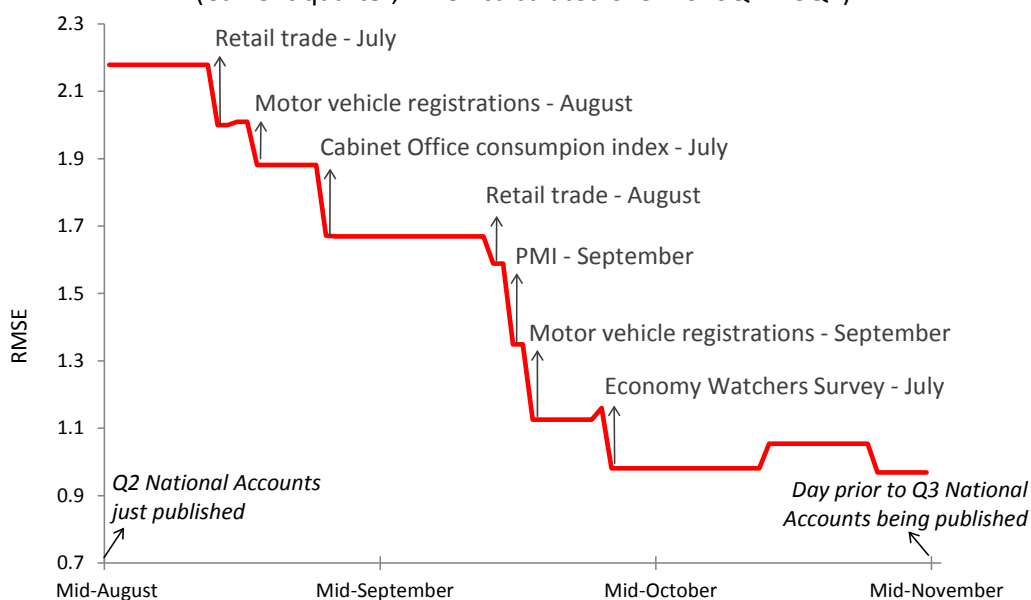 2.3
Retail trade - July
2.1
Motor vehicle registrations - August
1.9
Cabinet Office consumpion index - July
Retail trade - August
1.7
PMI - September
1.5
RMSE
Motor vehicle registrations - September
1.3
Economy Watchers Survey - July
1.1
0.9
Q2 National Accounts
just published
Day prior to Q3 National
Accounts being published
0.7
Mid-August
Mid-September
Mid-October
Mid-November